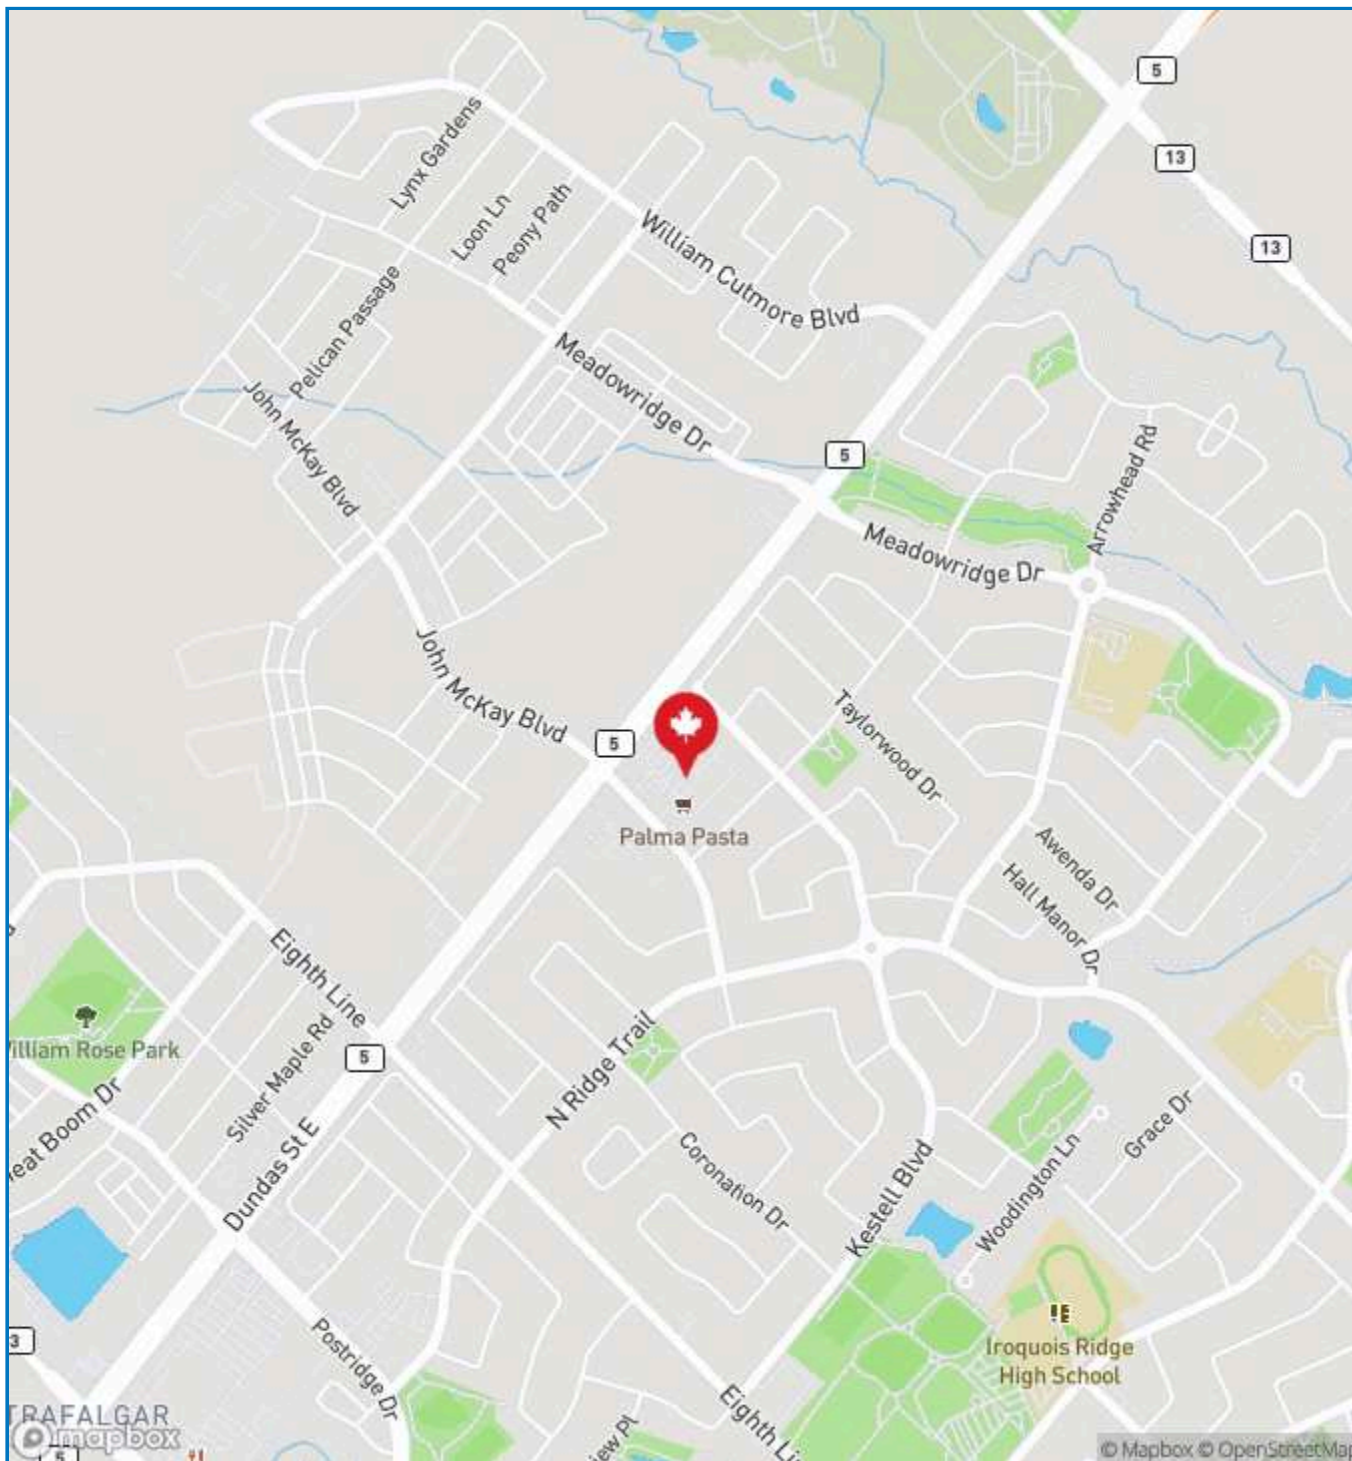 5
13
13
Lynx Gardens
Loon Ln
Peony Path
William Cutmore Blvd
Pelican Passage
Meadowridge Dr
John McKay Blvd
5
Arrowhead Rd
Meadowridge Dr
John McKay Blvd
5
Taylorwood Dr
Palma Pasta
Awenda Dr
Hall Manor Dr
Eighth Line
illiam Rose Park
Silver Maple Rd
5
N Ridge Trail
eat Boom Dr
Dundas St E
Coronation Dr
Kestell Blvd
Woodington Ln
Grace Dr
3
Postridge Dr
Iroquois Ridge
High School
Eighth Li
iew Pl
TRAFALGAR
mapbox
5
© Mapbox © OpenStreetMap